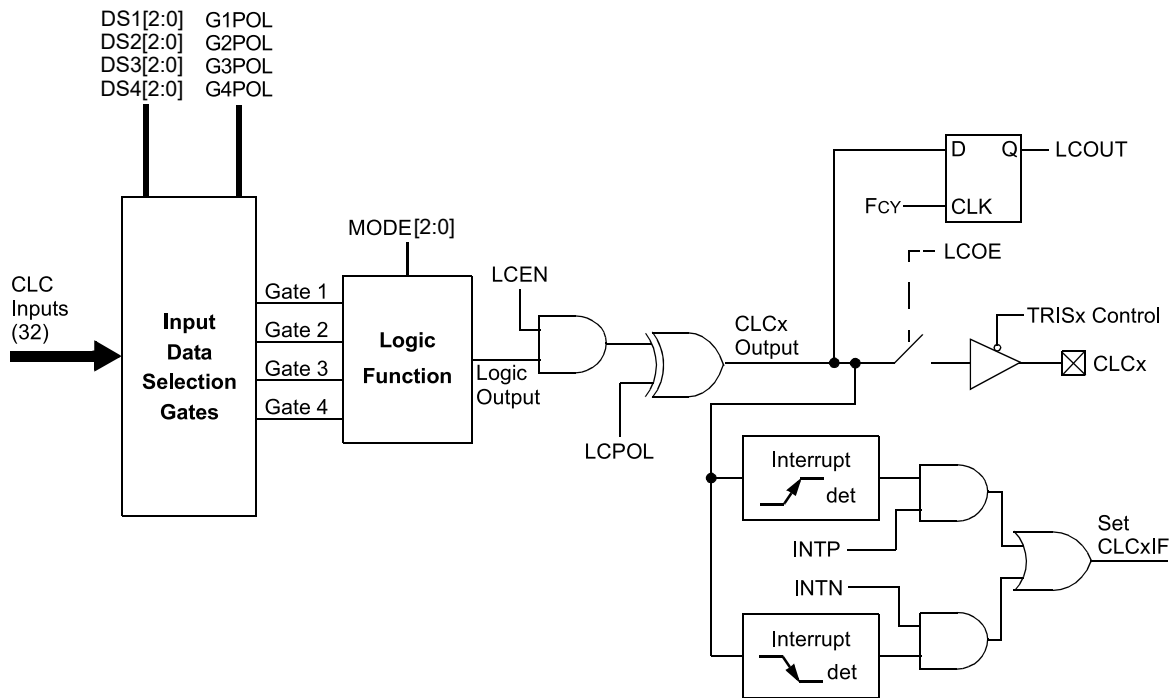 DS1[2:0] G1POL
DS2[2:0] G2POL
DS3[2:0] G3POL
DS4[2:0] G4POL
D Q LCOUT
FCY CLK
MODE[2:0]
LCOE
CLC
Inputs
(32)
LCEN
Gate 1
Gate 2
Gate 3
Gate 4
Input
Data
Selection
Gates
Logic
Function
Logic
Output
CLCx
Output
TRISx Control
CLCx
LCPOL
Interrupt
det
INTP
INTN
Set
CLCxIF
Interrupt
det